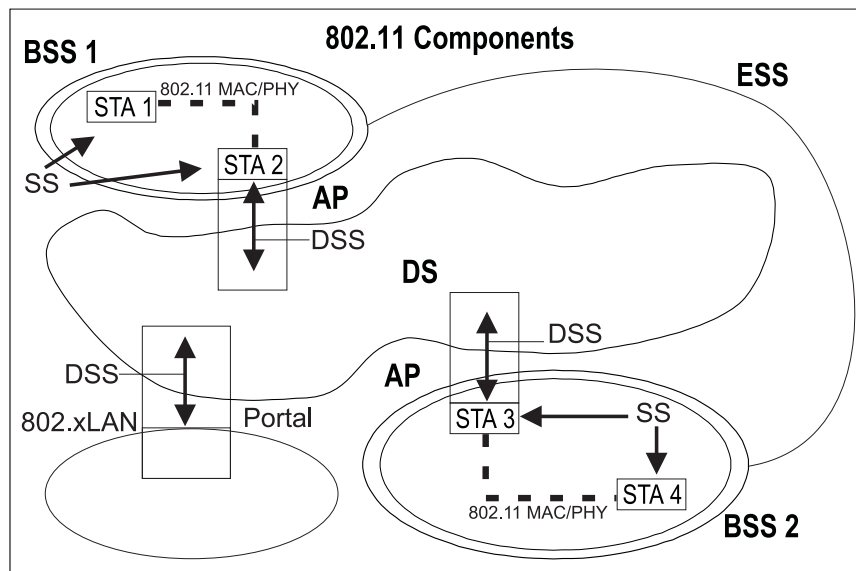 802.11 Components
BSS 1
ESS
802.11 MAC/PHY
STA 1
STA 2
SS
AP
DSS
DS
DSS
AP
DSS
802.xLAN
Portal
STA 3
SS
STA 4
802.11 MAC/PHY
BSS 2